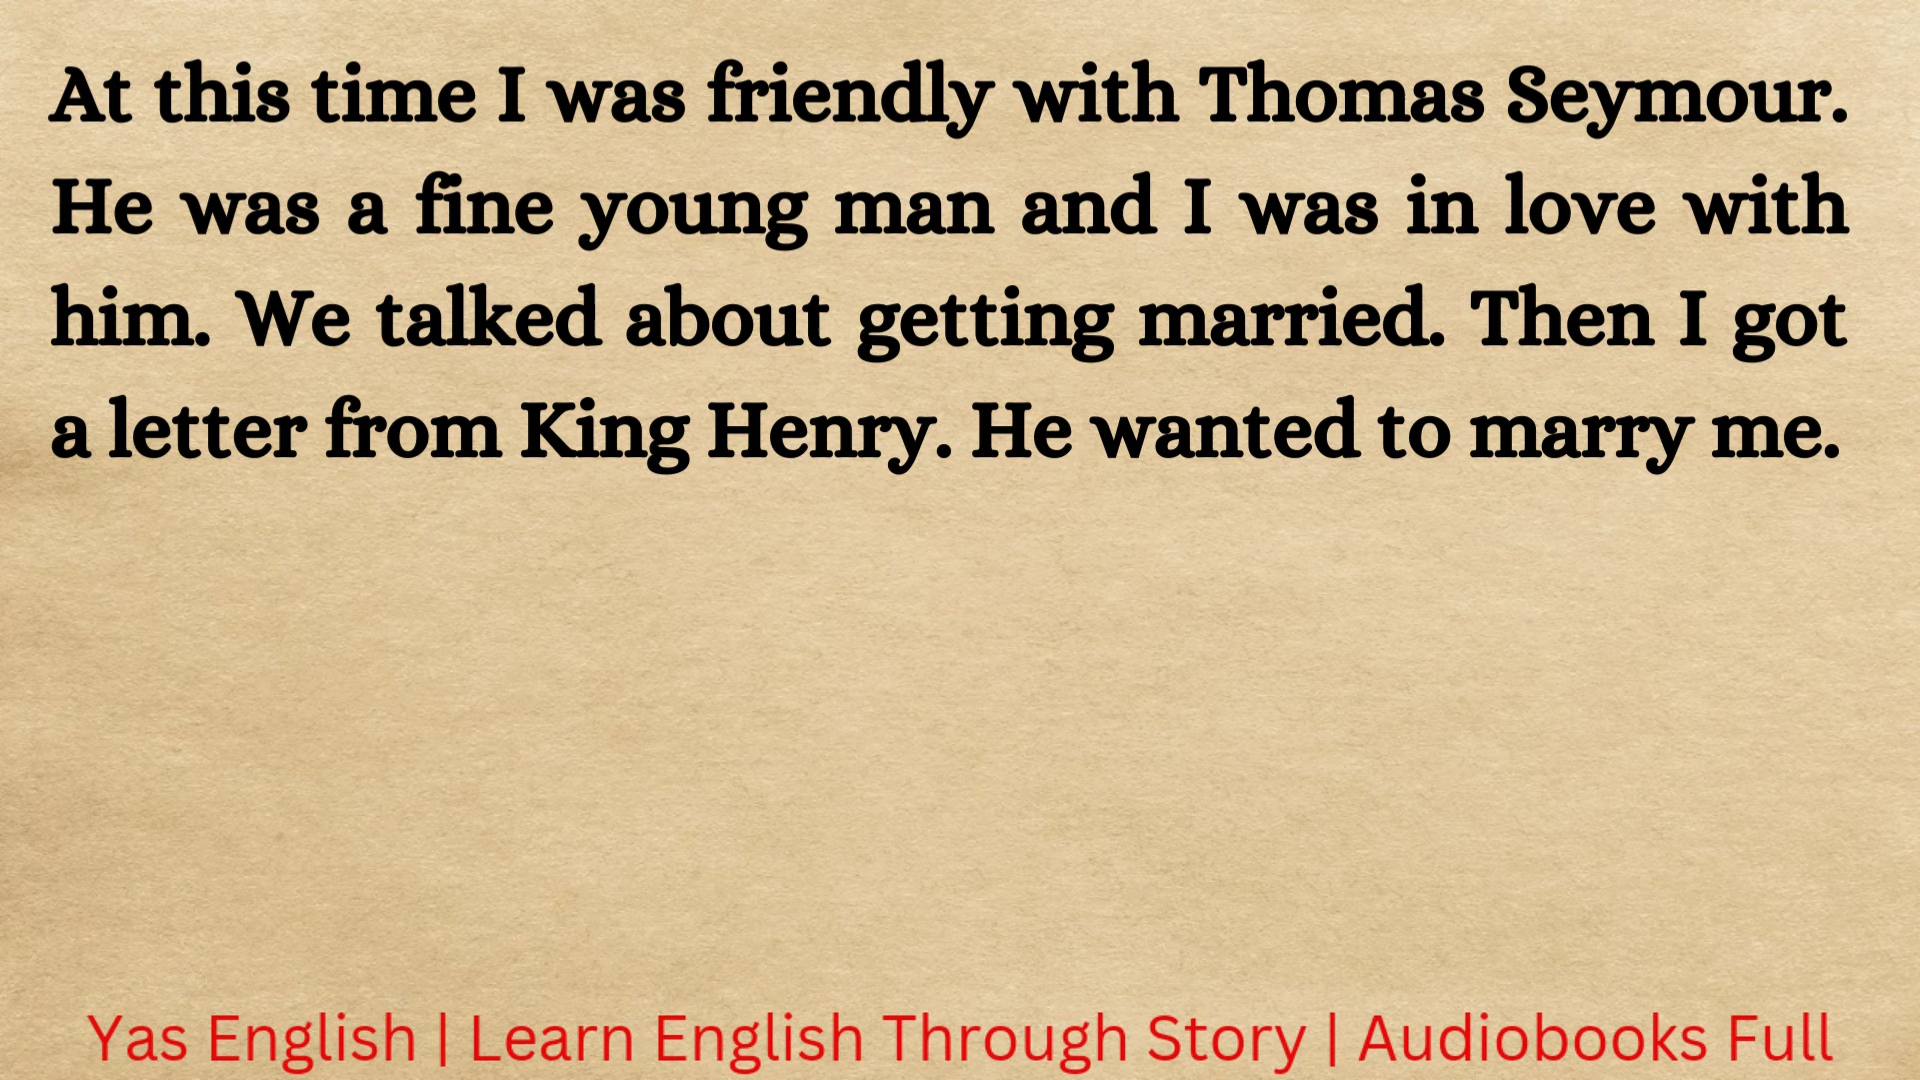 At this time I was friendly with Thomas Seymour.
He was a fine young man and I was in love with
him. We talked about getting married. Then I got
a letter from King Henry. He wanted to marry me.
Yas English | Learn English Through Story | Audiobooks Full